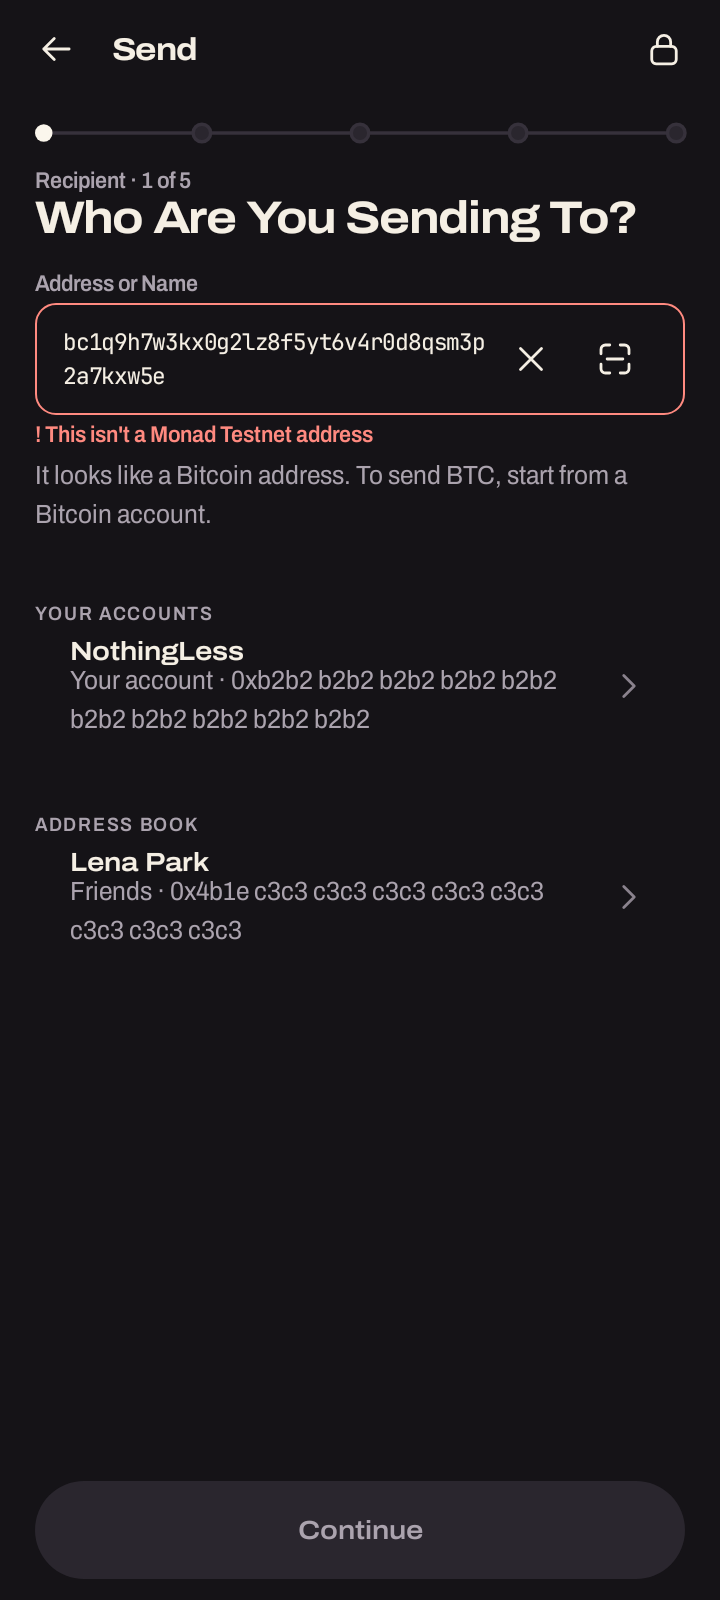 Send
Recipient · 1 of 5
Who Are You Sending To?
Address or Name
bc1q9h7w3kx0g2lz8f5yt6v4r0d8qsm3p
2a7kxw5e
! This isn't a Monad Testnet address
It looks like a Bitcoin address. To send BTC, start from a
Bitcoin account.
YOUR ACCOUNTS
NothingLess
Your account · 0xb2b2 b2b2 b2b2 b2b2 b2b2
b2b2 b2b2 b2b2 b2b2 b2b2
ADDRESS BOOK
Lena Park
Friends · 0x4b1e c3c3 c3c3 c3c3 c3c3 c3c3
c3c3 c3c3 c3c3
Continue